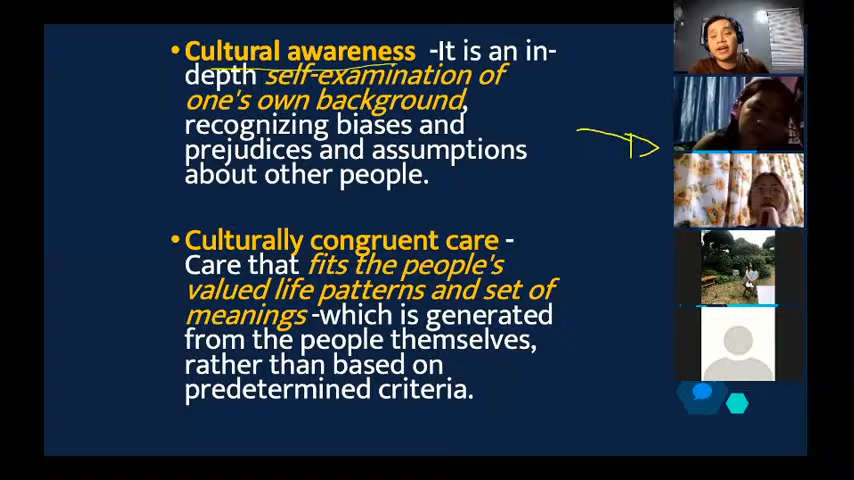 • Cultural awareness -It is an in-
depth self-examination of
one's own background,
recognizing biases and
prejudices and assumptions
about other people.
• Culturally congruent care -
Care that fits the people's
valued life patterns and set of
meanings -which is generated
from the people themselves,
rather than based on
predetermined criteria.